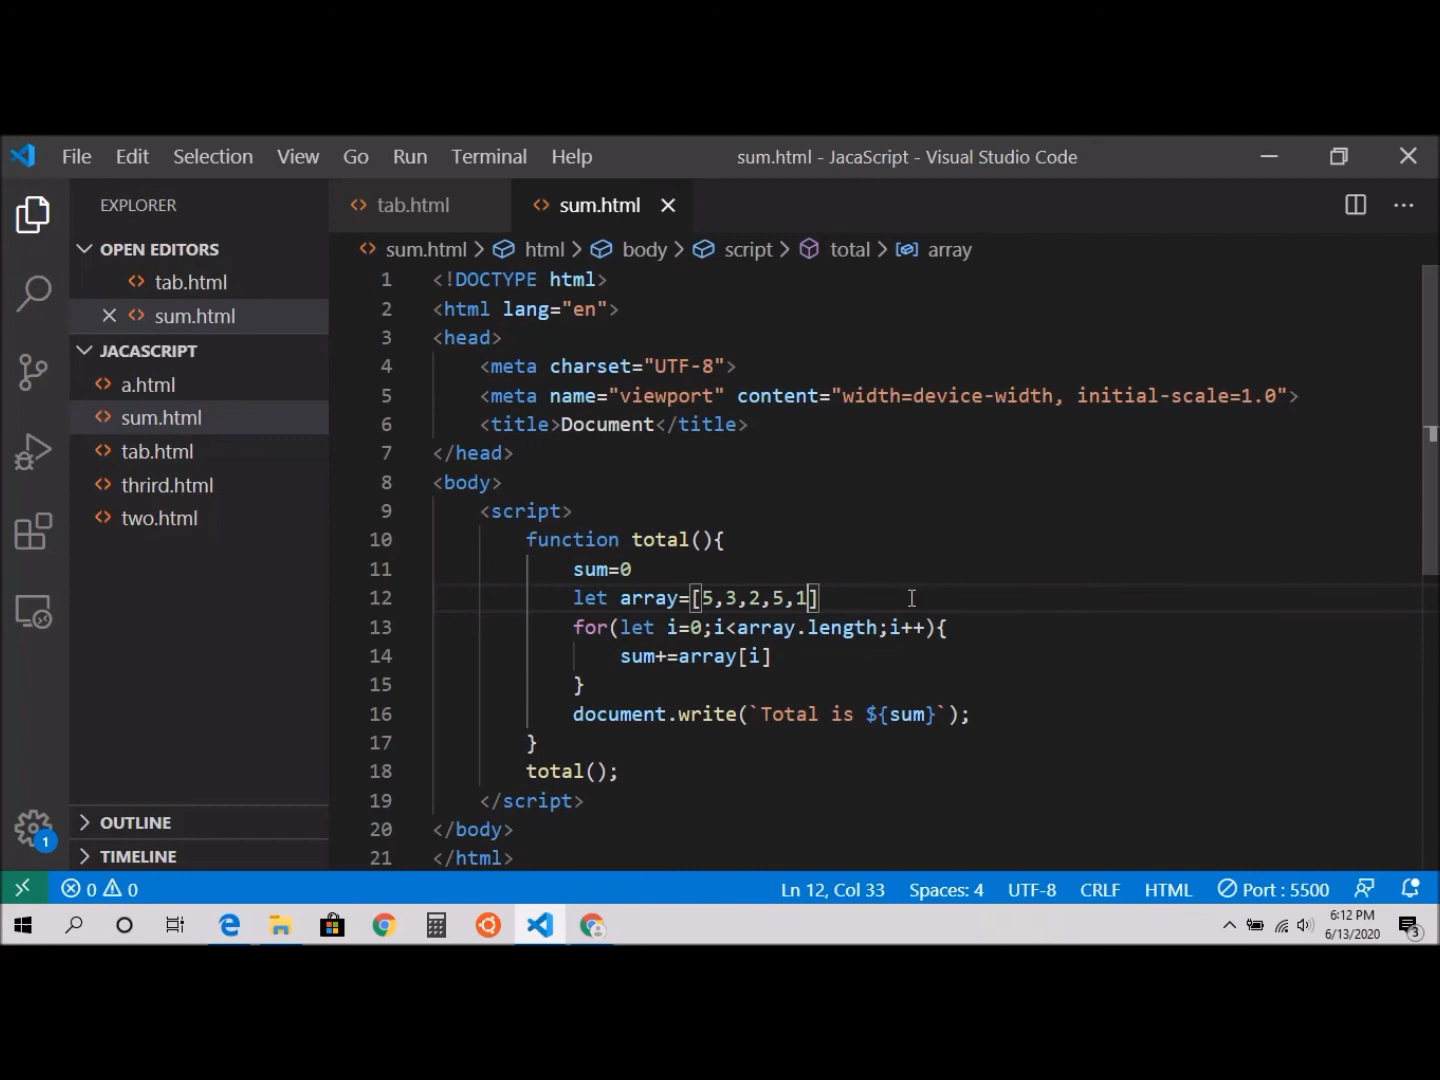 File Edit Selection View Go Run Terminal Help sum.html - JacaScript - Visual Studio Code
EXPLORER
OPEN EDITORS
tab.html
sum.html
JACASCRIPT
a.html
sum.html
tab.html
thrird.html
two.html
OUTLINE
TIMELINE
tab.html sum.html
sum.html > html > body > script > total > array
1 <!DOCTYPE html>
2 <html lang="en">
3 <head>
4 <meta charset="UTF-8">
5 <meta name="viewport" content="width=device-width, initial-scale=1.0">
6 <title>Document</title>
7 </head>
8 <body>
9 <script>
10 function total(){
11 sum=0
12 let array=[5,3,2,5,1]
13 for(let i=0;i<array.length;i++){
14 sum+=array[i]
15 }
16 document.write(`Total is ${sum}`);
17 }
18 total();
19 </script>
20 </body>
21 </html>
1
0 0 Ln 12, Col 33 Spaces: 4 UTF-8 CRLF HTML Port : 5500
6:12 PM
6/13/2020
3